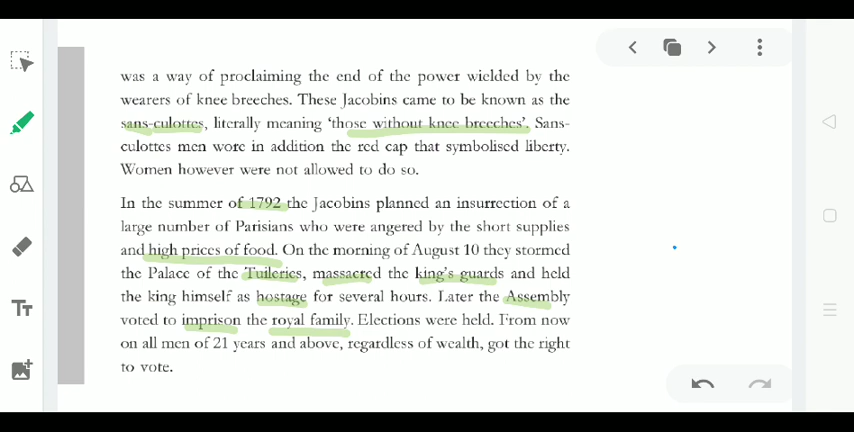 was a way of proclaiming the end of the power wielded by the
wearers of knee breeches. These Jacobins came to be known as the
sans-culottes, literally meaning ‘those without knee breeches’. Sans-
culottes men wore in addition the red cap that symbolised liberty.
Women however were not allowed to do so.
In the summer of 1792 the Jacobins planned an insurrection of a
large number of Parisians who were angered by the short supplies
and high prices of food. On the morning of August 10 they stormed
the Palace of the Tuileries, massacred the king’s guards and held
the king himself as hostage for several hours. Later the Assembly
voted to imprison the royal family. Elections were held. From now
on all men of 21 years and above, regardless of wealth, got the right
to vote.